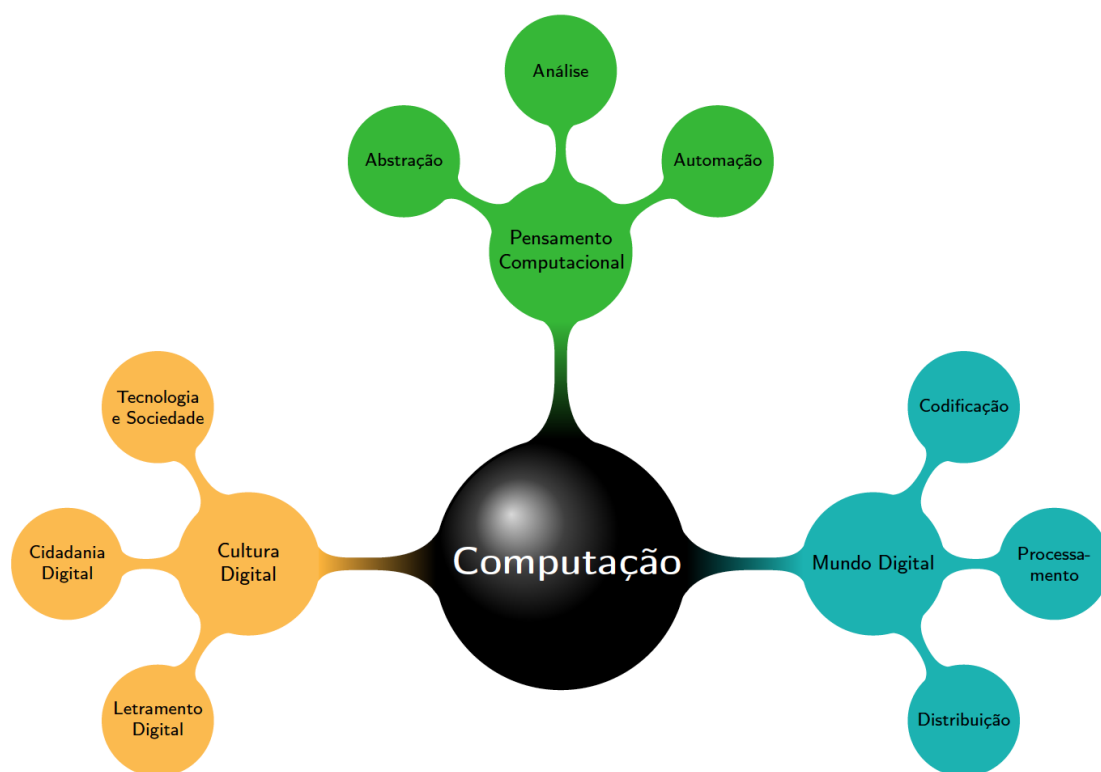 Análise
Abstração
Automação
Pensamento
Computacional
Tecnologia
e Sociedade
Cidadania
Digital
Cultura
Digital
Letramento
Digital
Computação
Codificação
Mundo Digital
Processa-
mento
Distribuição